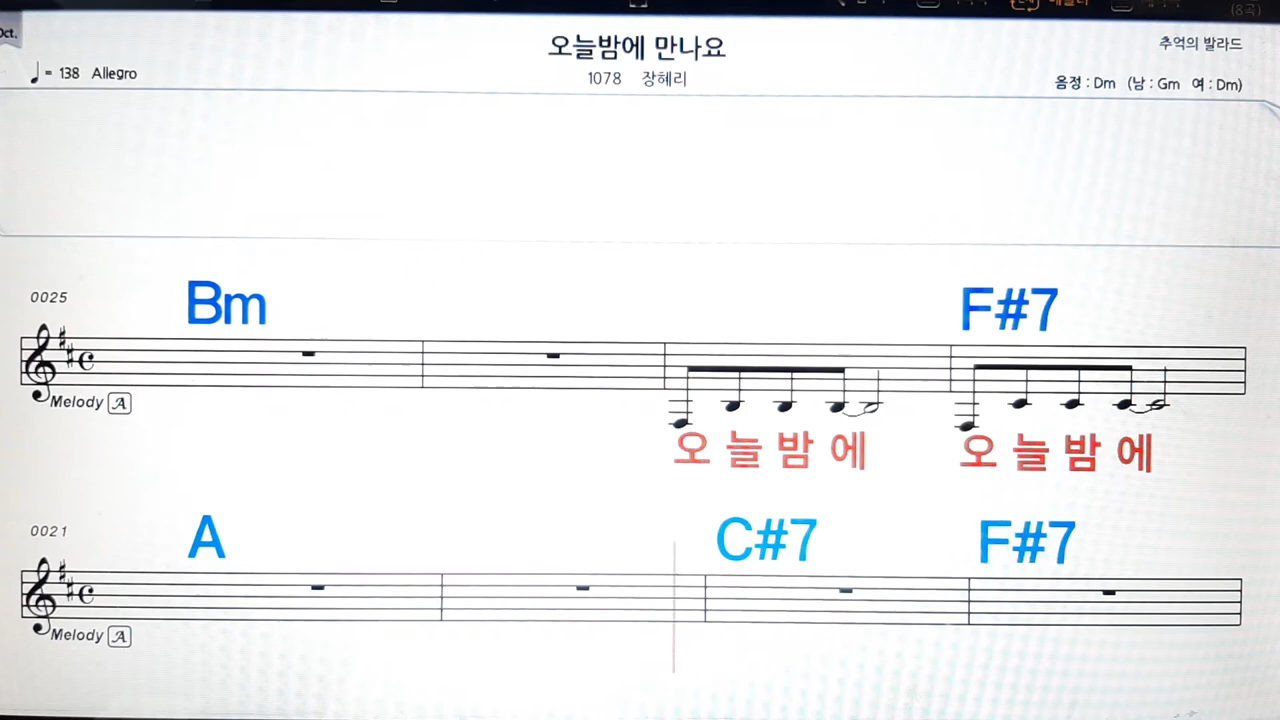 (8곡)
Oct.
오늘밤에 만나요
추억의 발라드
= 138 Allegro
1078 장혜리
음정 : Dm (남 : Gm 여 : Dm)
0025
Bm F#7
Melody A
오 늘 밤 에 오 늘 밤 에
0021
A C#7 F#7
Melody A